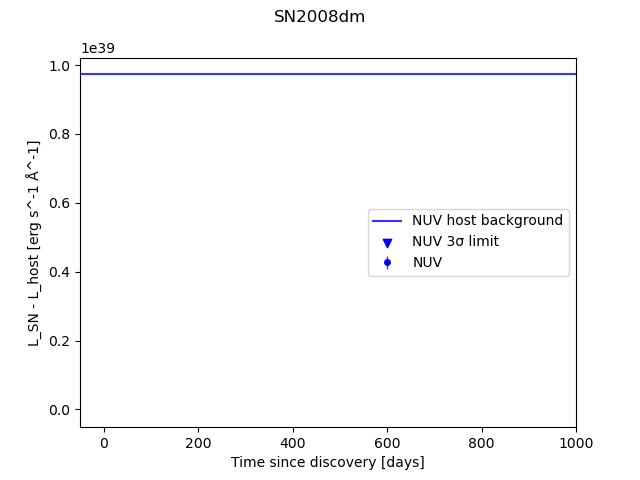 SN2008dm
1e39
1.0
0.8
0.6
0.4
0.2
0.0
L_SN - L_host [erg s^-1 Å^-1]
NUV host background
NUV 3σ limit
NUV
0 200 400 600 800 1000
Time since discovery [days]